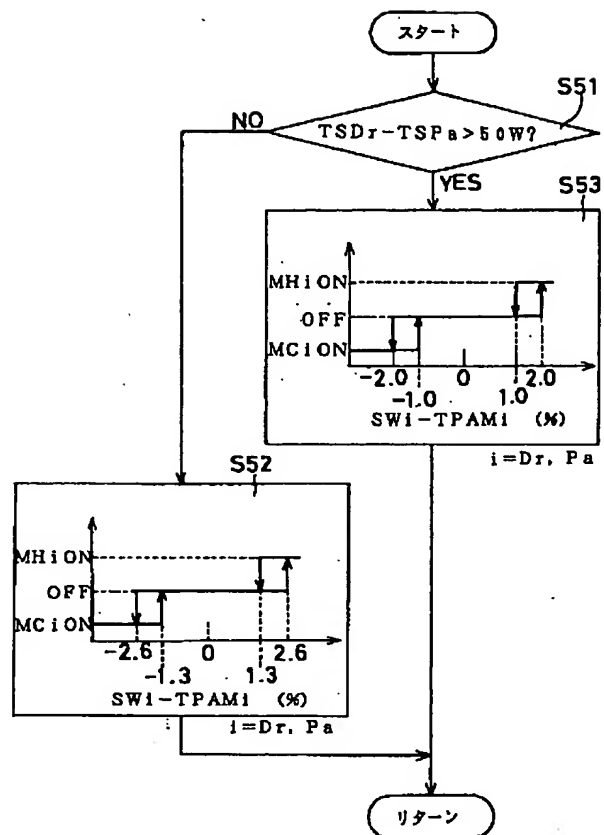 スタート
S51
TSDr-TSPa>50W?
NO
YES
S53
MHiON
OFF
MCiON
-2.0
-1.0
0
1.0
2.0
SWi-TPAMi (%)
i=Dr, Pa
S52
MHiON
OFF
MCiON
-2.6
-1.3
0
1.3
2.6
SWi-TPAMi (%)
i=Dr, Pa
リターン